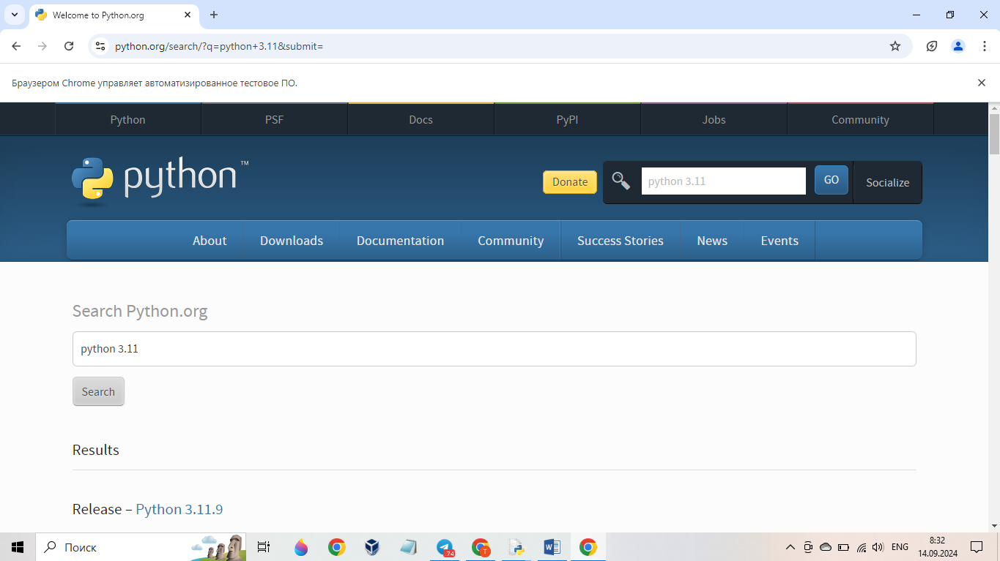 Welcome to Python.org
python.org/search/?q=python+3.11&submit=
Браузером Chrome управляет автоматизированное тестовое ПО.
Python PSF Docs PyPI Jobs Community
python™
Donate
python 3.11
GO
Socialize
About Downloads Documentation Community Success Stories News Events
Search Python.org
python 3.11
Search
Results
Release – Python 3.11.9
Поиск
74
T
ENG
8:32
14.09.2024